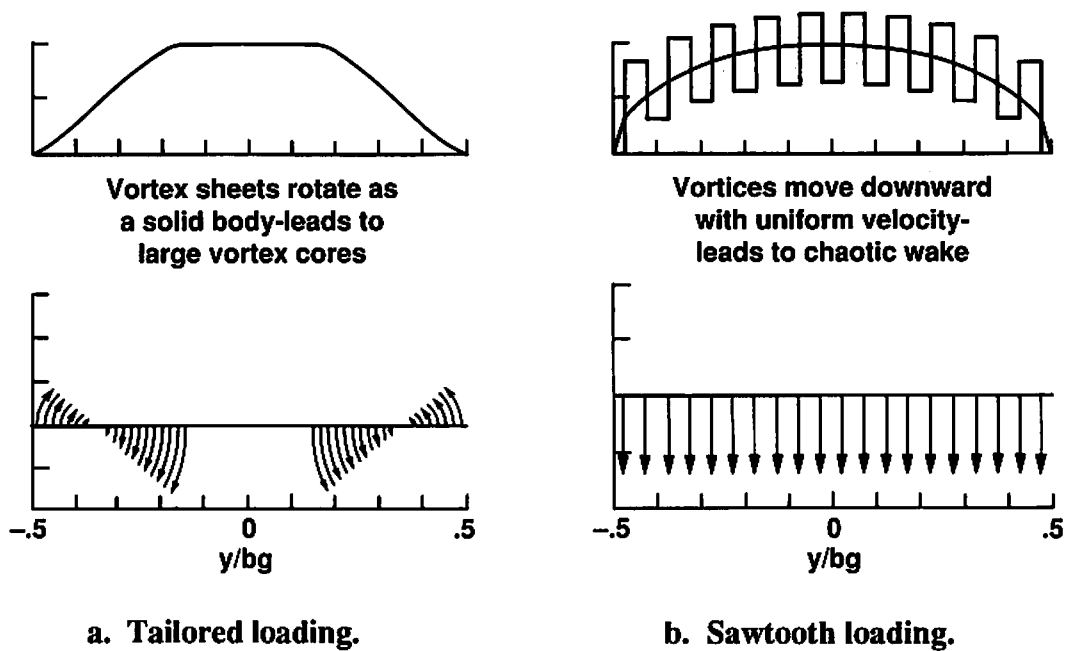 Vortex sheets rotate as
a solid body-leads to
large vortex cores
Vortices move downward
with uniform velocity-
leads to chaotic wake
–.5 0 .5
y/bg
–.5 0 .5
y/bg
a. Tailored loading.
b. Sawtooth loading.